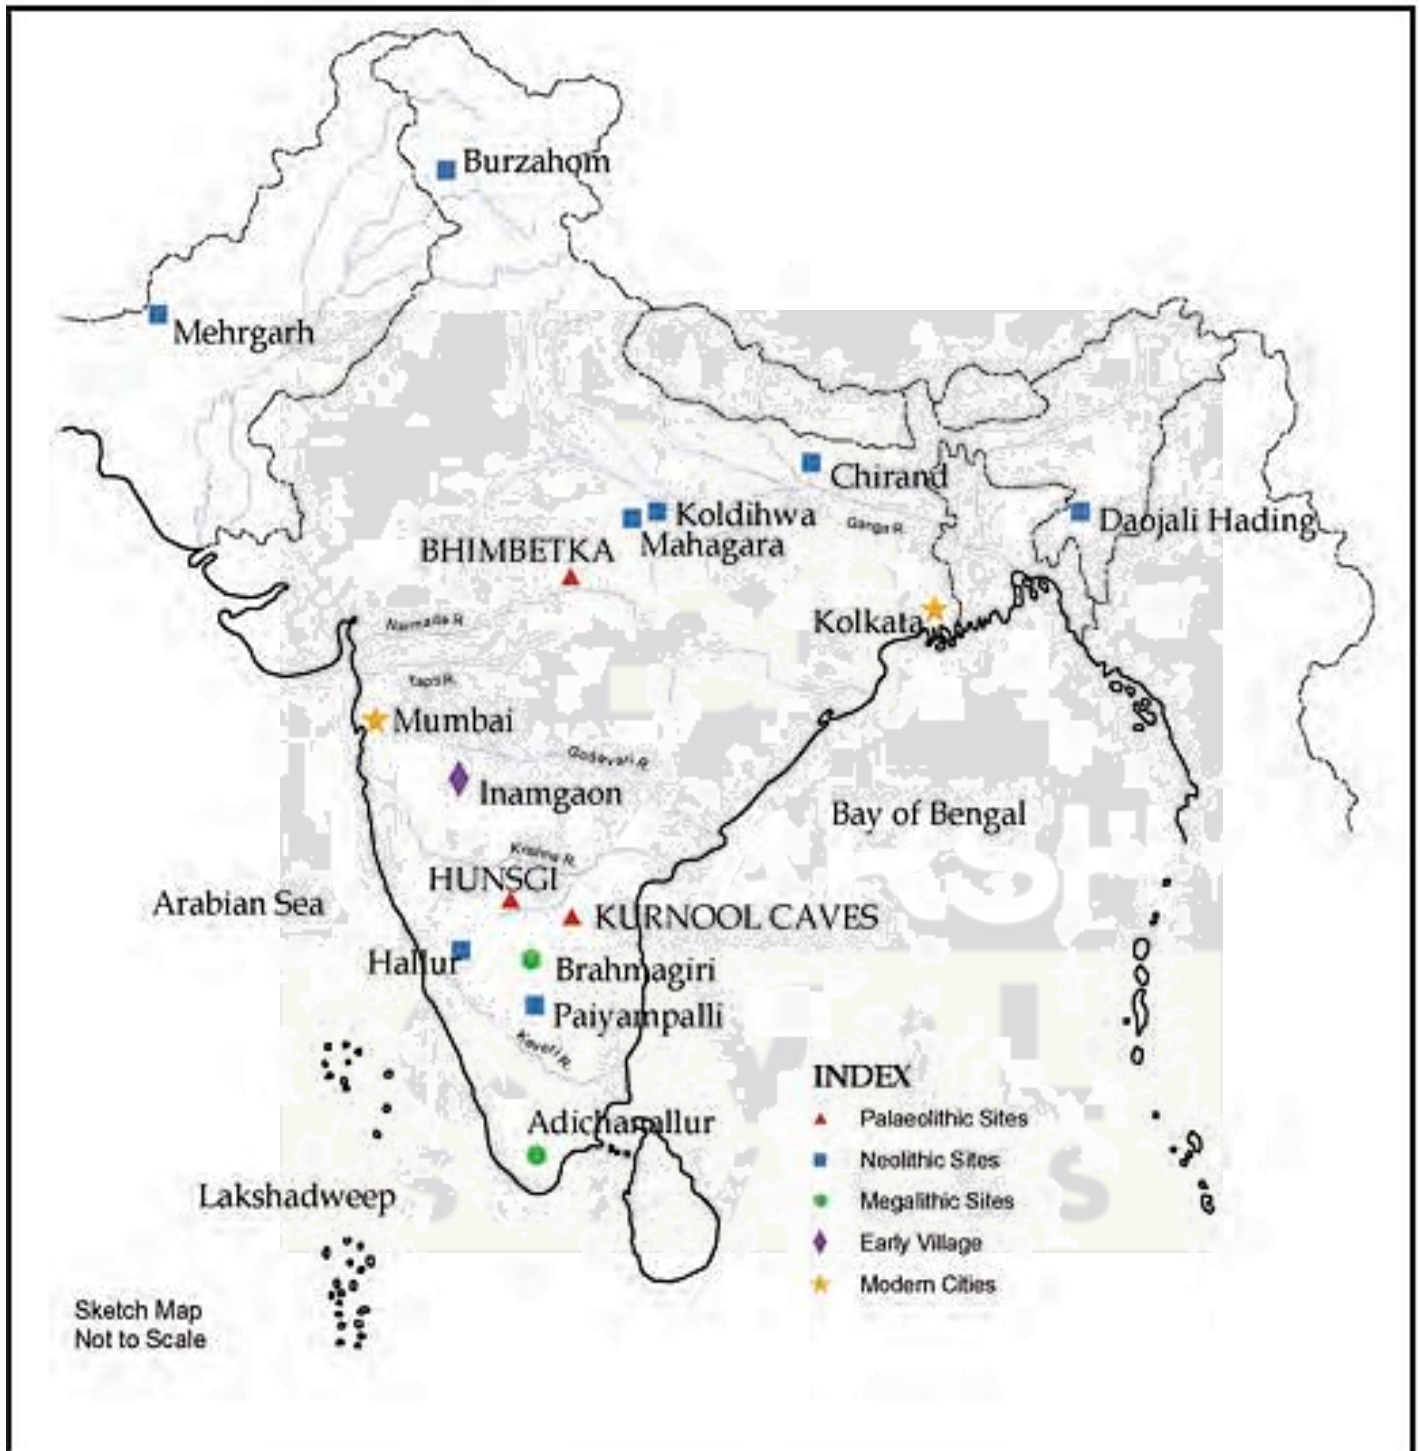 Burzahom
Mehrgarh
Chirand
Koldihwa
Ganga R.
Daojali Hading
BHIMBETKA
Mahagara
Kolkata
Narmada R.
Tapti R.
Mumbai
Godavari R.
Inamgaon
Bay of Bengal
Krishna R.
HUNSGI
Arabian Sea
KURNOOL CAVES
Hallur
Brahmagiri
Paiyampalli
Kaveri R.
INDEX
Palaeolithic Sites
Adichanallur
Neolithic Sites
Lakshadweep
Megalithic Sites
Early Village
Modern Cities
Sketch Map
Not to Scale